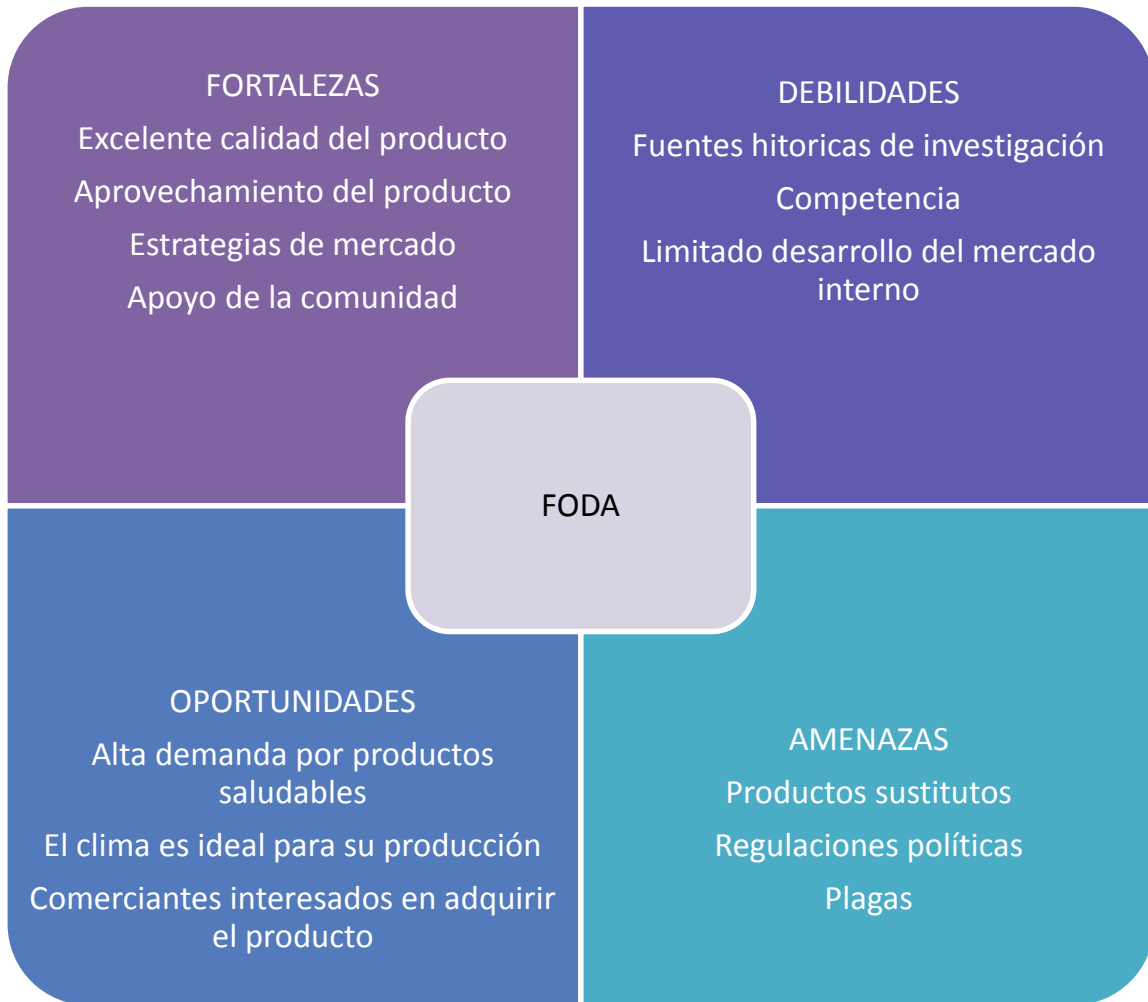 FORTALEZAS
Excelente calidad del producto
Aprovechamiento del producto
Estrategias de mercado
Apoyo de la comunidad
DEBILIDADES
Fuentes hitoricas de investigación
Competencia
Limitado desarrollo del mercado
interno
FODA
OPORTUNIDADES
Alta demanda por productos
saludables
El clima es ideal para su producción
Comerciantes interesados en adquirir
el producto
AMENAZAS
Productos sustitutos
Regulaciones políticas
Plagas